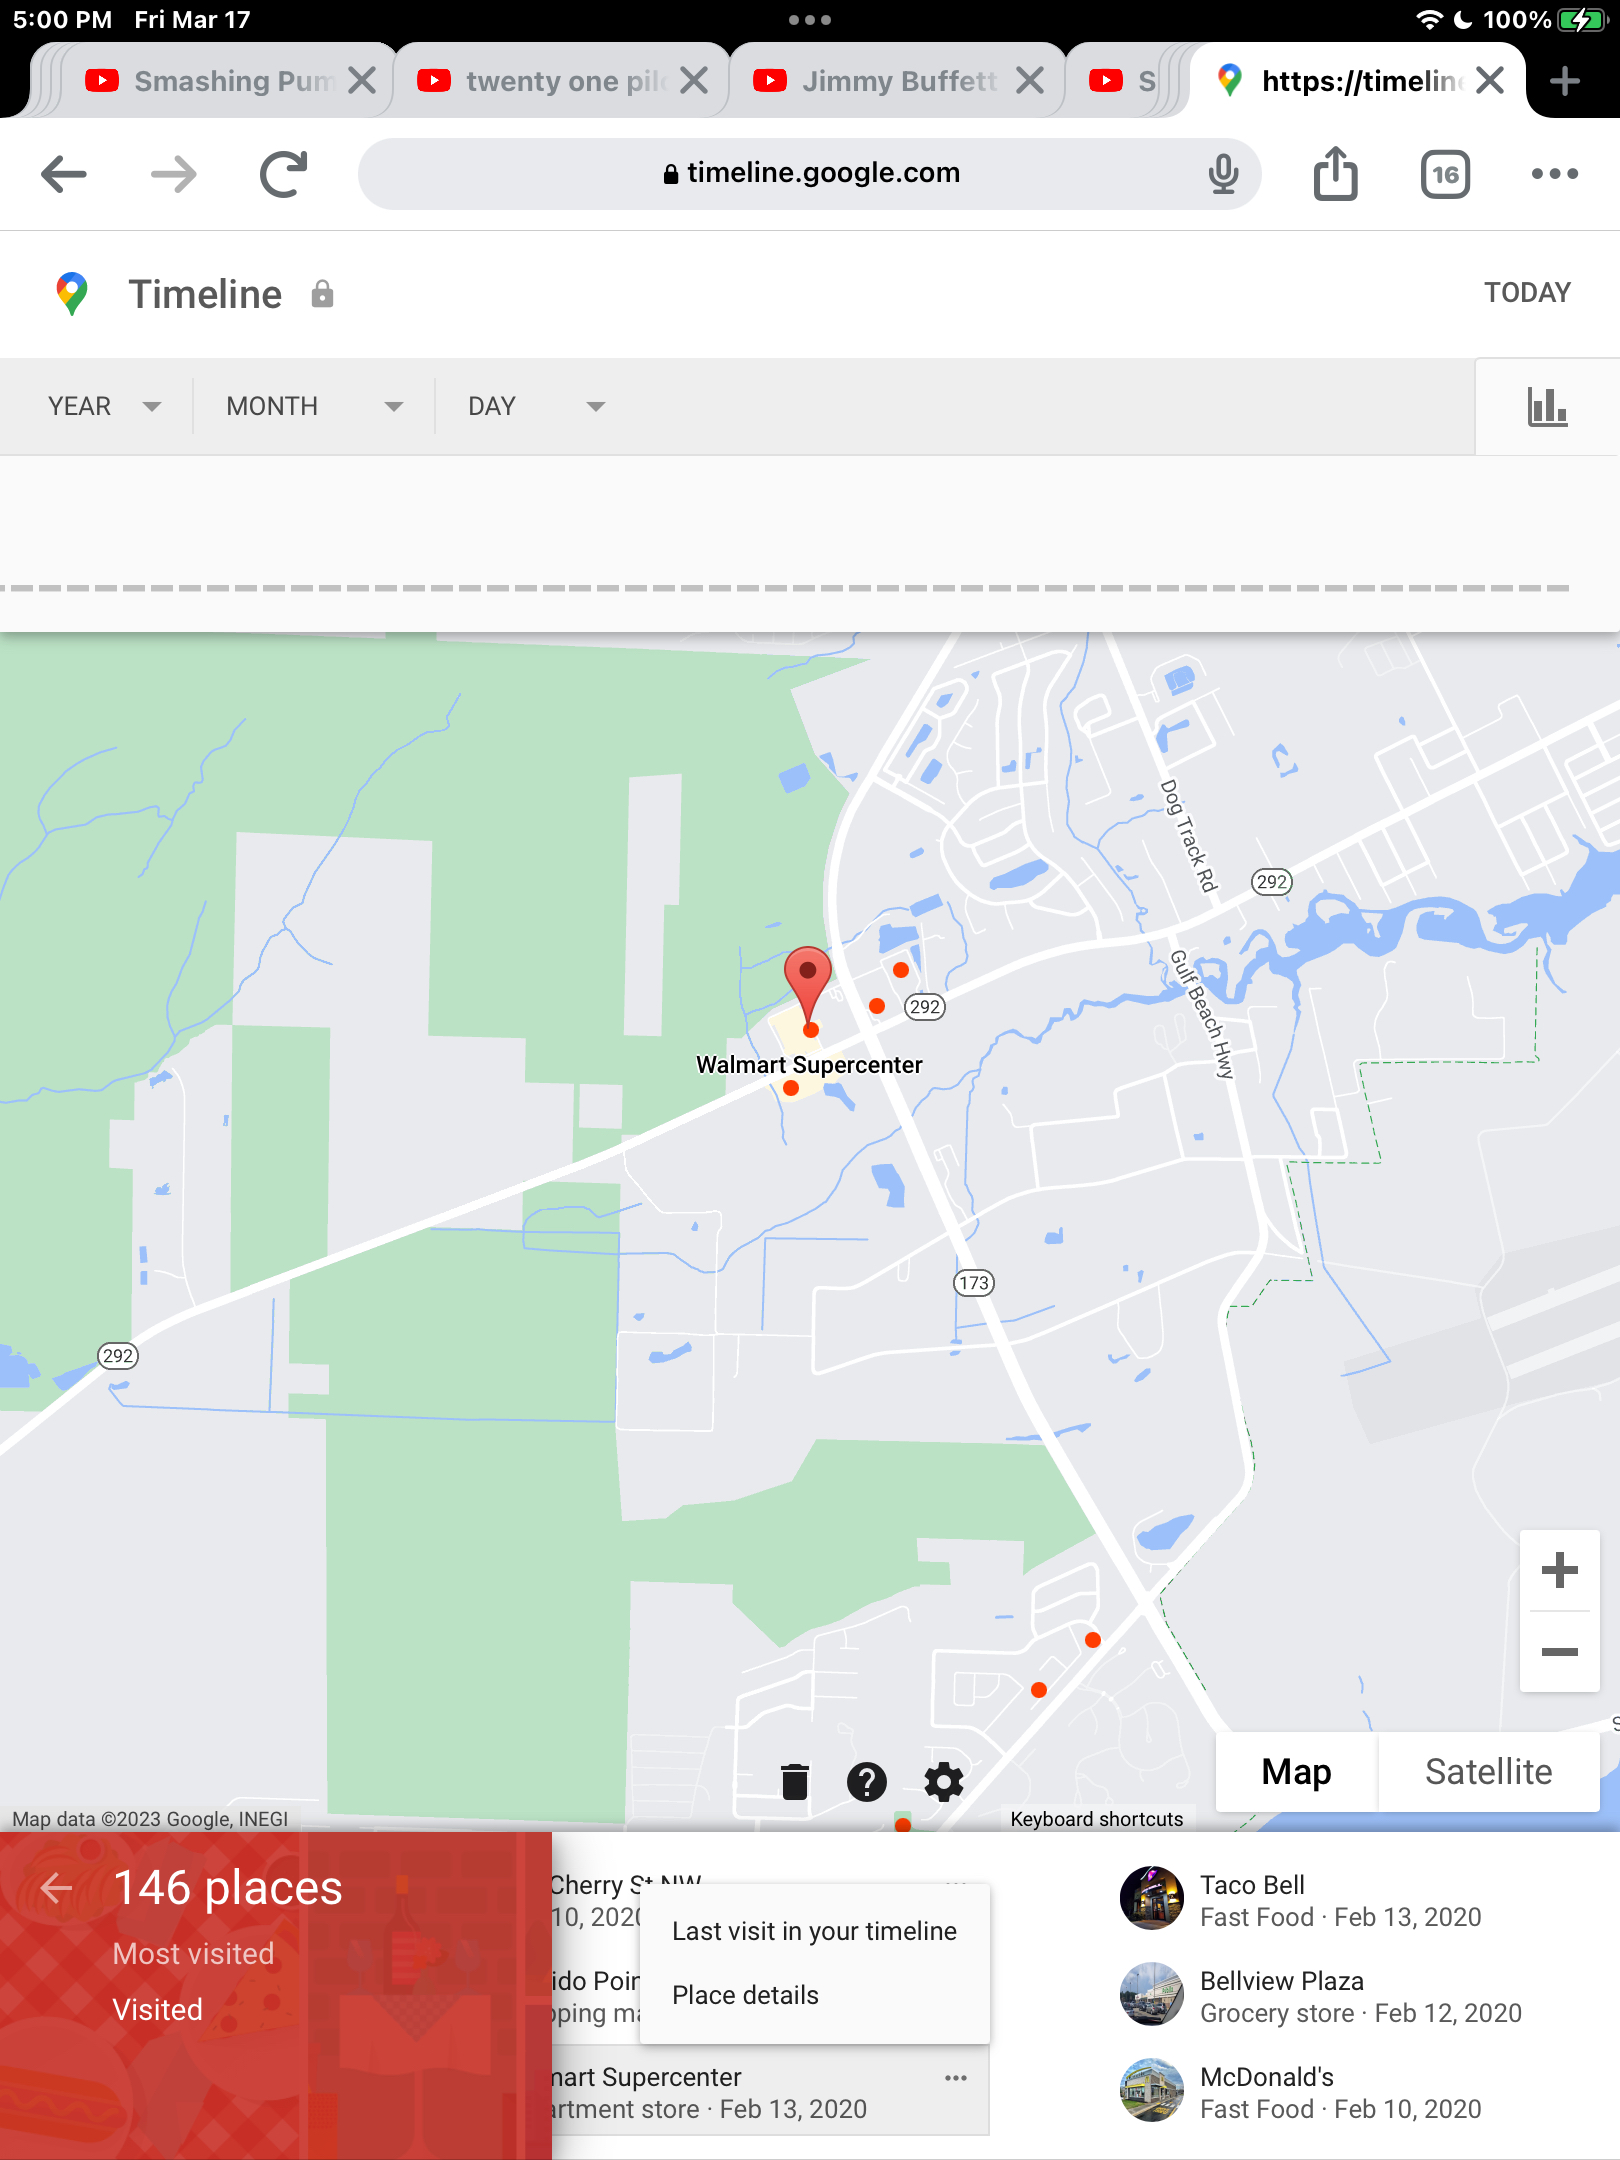 5:00 PM Fri Mar 17
100%
Smashing Pum
twenty one pil
Jimmy Buffett
S
https://timeline
timeline.google.com
16
Timeline
TODAY
YEAR
MONTH
DAY
Dog Track Rd
292
Gulf Beach Hwy
292
Walmart Supercenter
173
292
Map
Satellite
Map data ©2023 Google, INEGI
Keyboard shortcuts
146 places
Most visited
Visited
Cherry St NW
10, 2020
Last visit in your timeline
Place details
ido Poin
pping ma
mart Supercenter
artment store · Feb 13, 2020
Taco Bell
Fast Food · Feb 13, 2020
Bellview Plaza
Grocery store · Feb 12, 2020
McDonald's
Fast Food · Feb 10, 2020